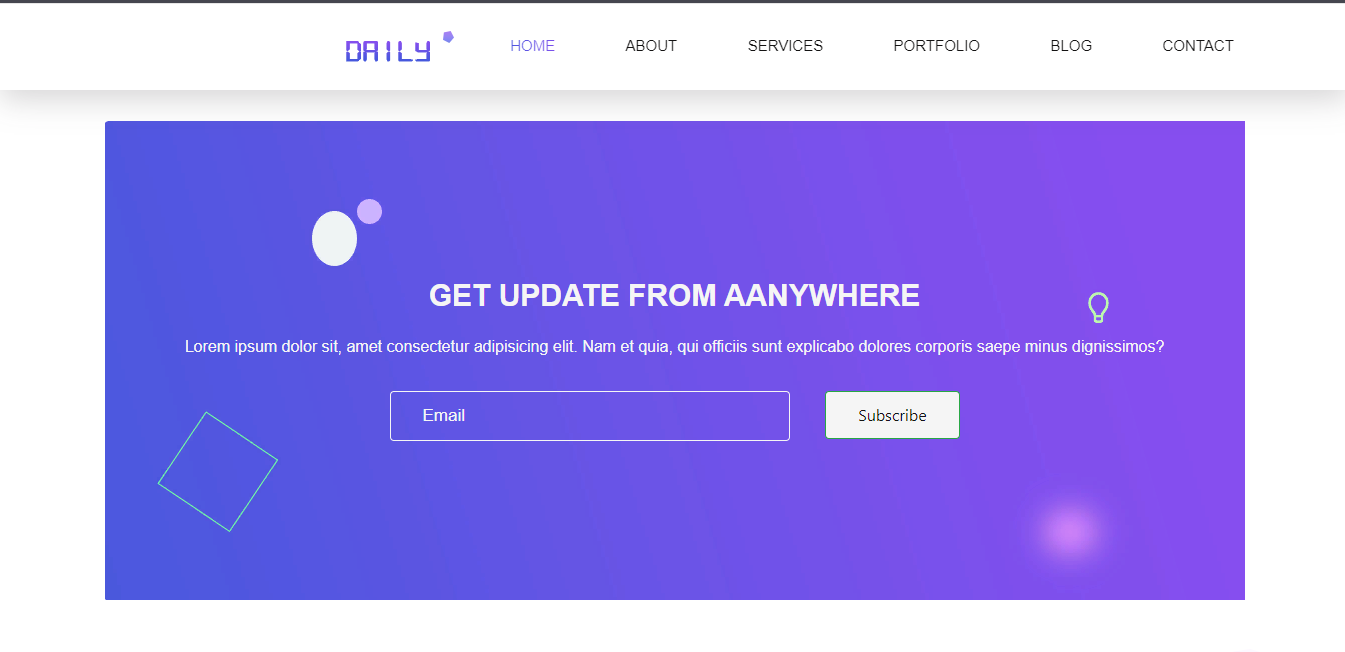 DAILY HOME ABOUT SERVICES PORTFOLIO BLOG CONTACT
GET UPDATE FROM AANYWHERE
Lorem ipsum dolor sit, amet consectetur adipisicing elit. Nam et quia, qui officiis sunt explicabo dolores corporis saepe minus dignissimos?
Email Subscribe